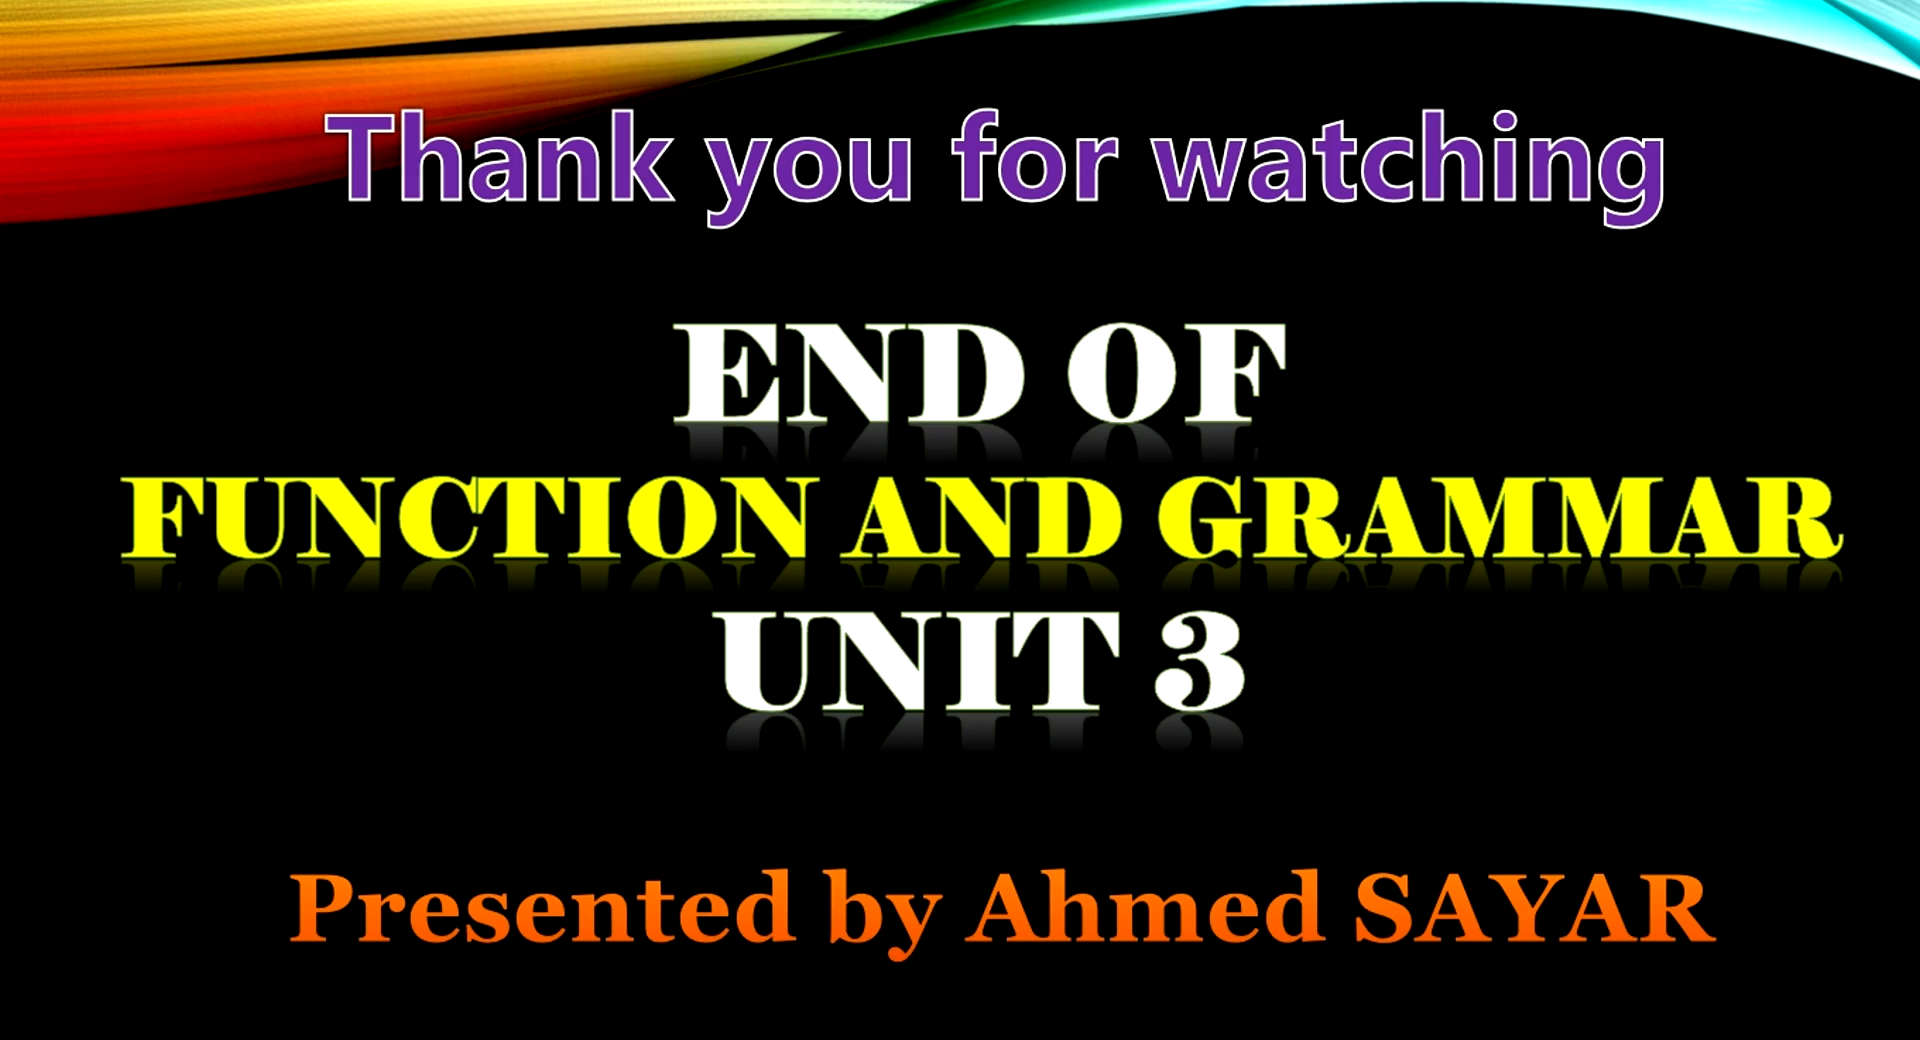 Thank you for watching
END OF
FUNCTION AND GRAMMAR
UNIT 3
Presented by Ahmed SAYAR